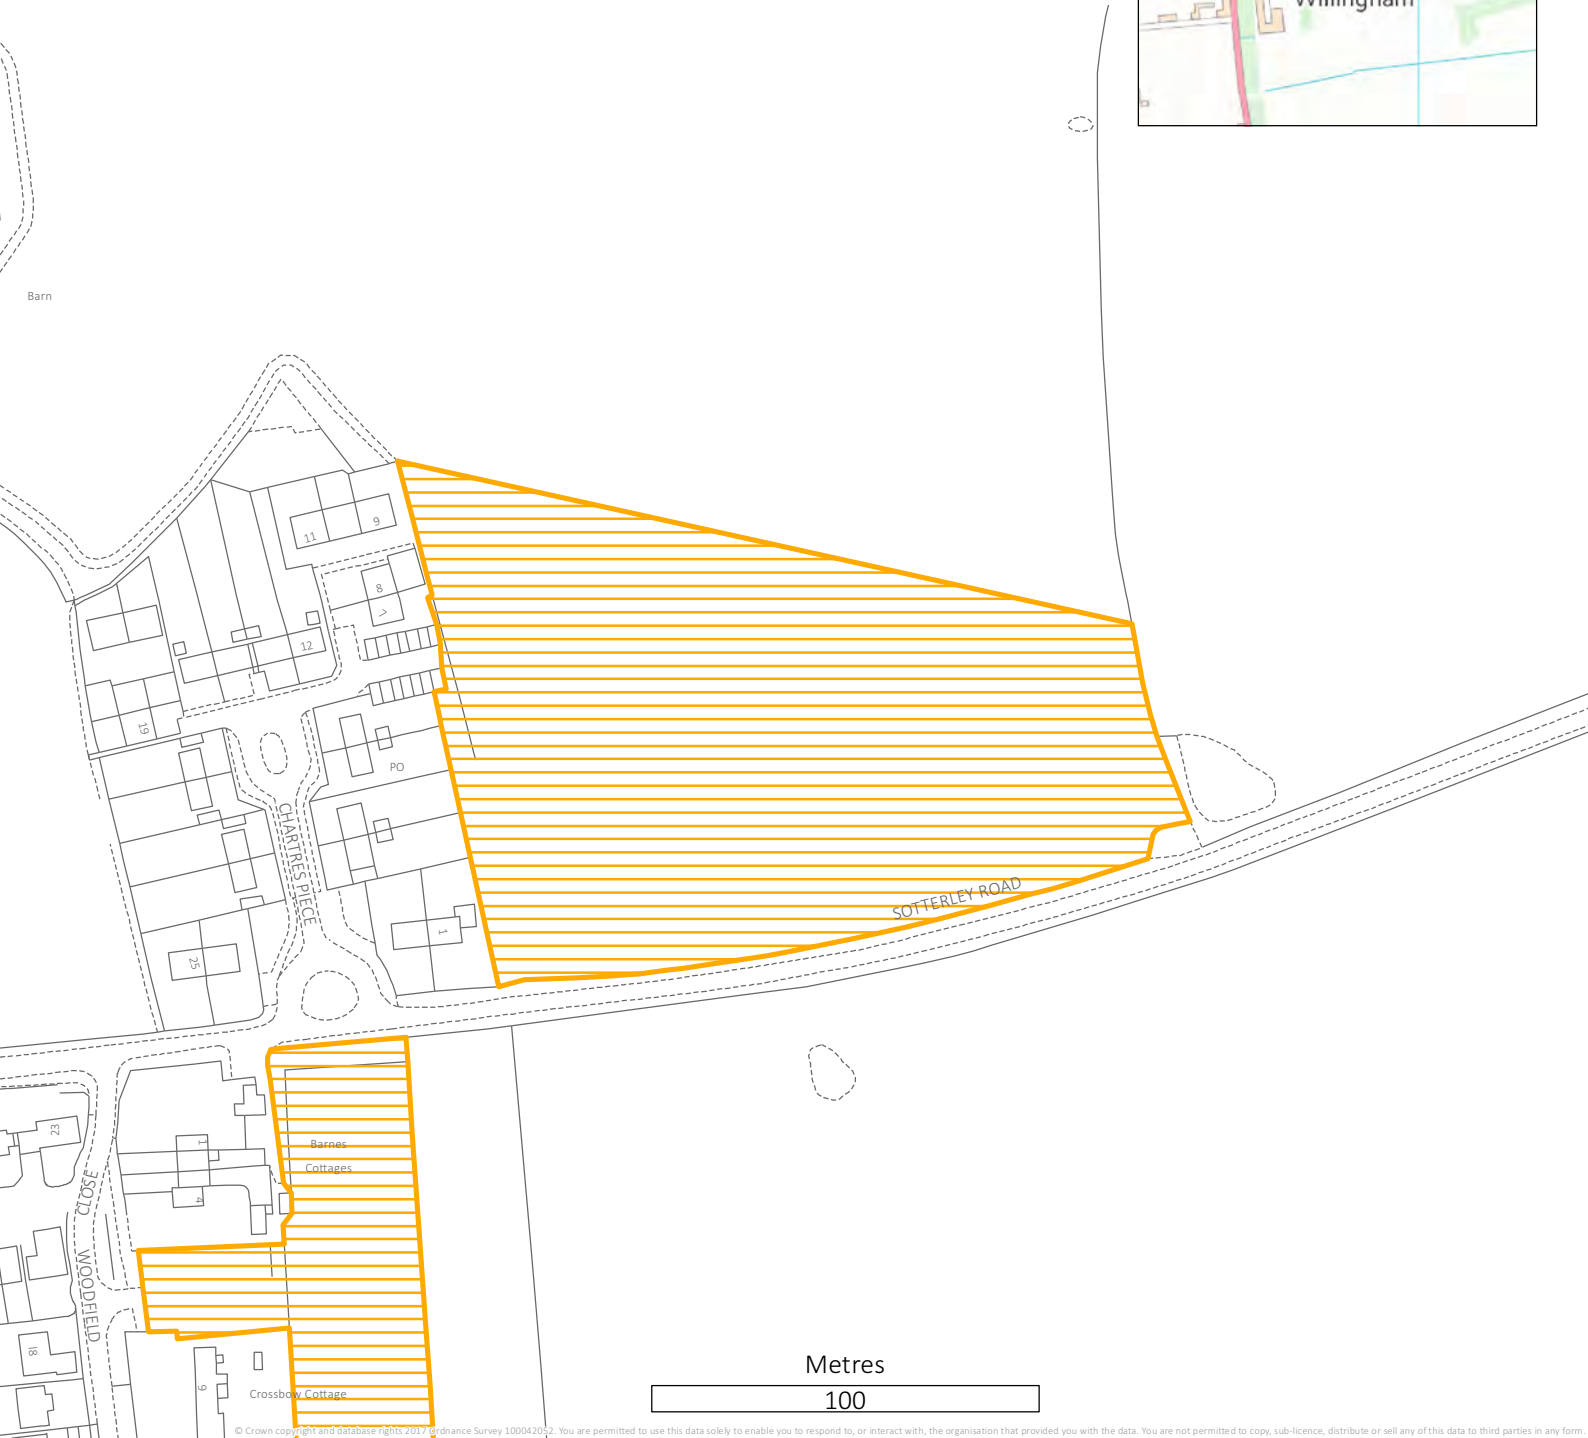 Willingham
Barn
11
9
8
7
12
19
PO
CHARTRES PIECE
1
25
SOTTERLEY ROAD
23
1
4
Barnes
Cottages
WOODFIELD CLOSE
18
9
Crossbow Cottage
Metres
100
© Crown copyright and database rights 2017 Ordnance Survey 100042052. You are permitted to use this data solely to enable you to respond to, or interact with, the organisation that provided you with the data. You are not permitted to copy, sub-licence, distribute or sell any of this data to third parties in any form.